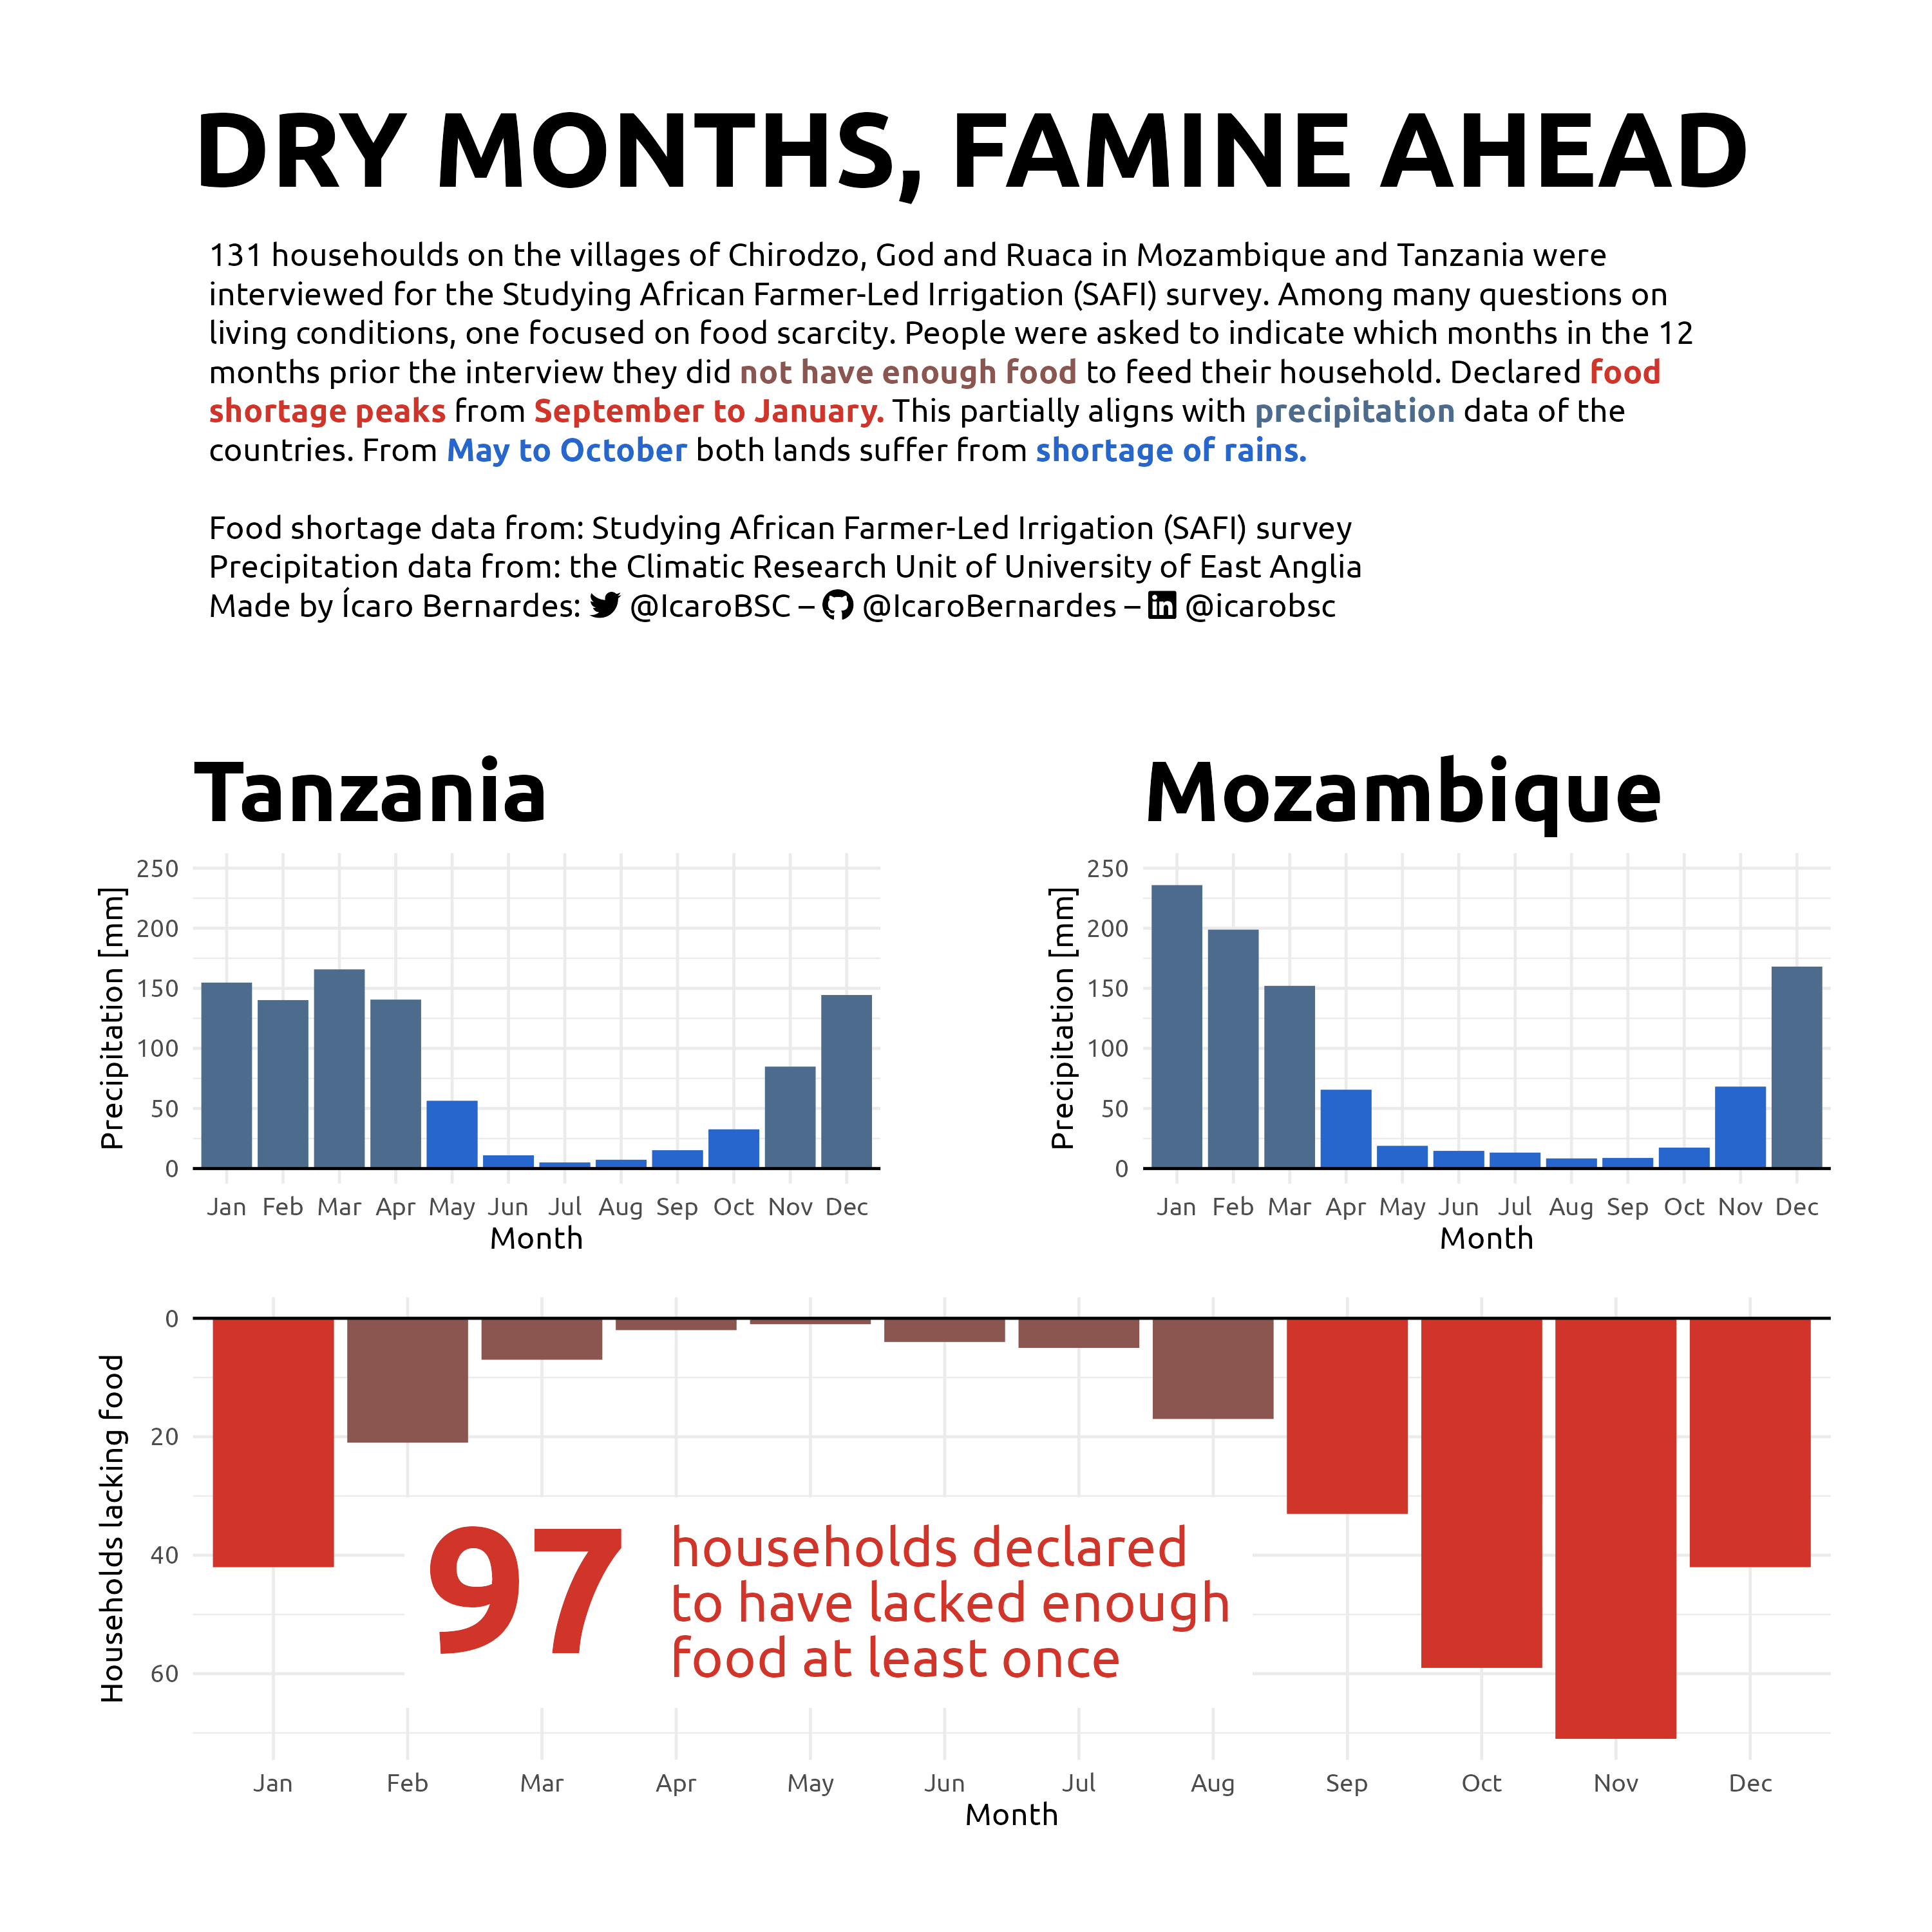 DRY MONTHS, FAMINE AHEAD
131 househoulds on the villages of Chirodzo, God and Ruaca in Mozambique and Tanzania were
interviewed for the Studying African Farmer-Led Irrigation (SAFI) survey. Among many questions on
living conditions, one focused on food scarcity. People were asked to indicate which months in the 12
months prior the interview they did not have enough food to feed their household. Declared food
shortage peaks from September to January. This partially aligns with precipitation data of the
countries. From May to October both lands suffer from shortage of rains.
Food shortage data from: Studying African Farmer-Led Irrigation (SAFI) survey
Precipitation data from: the Climatic Research Unit of University of East Anglia
Made by Ícaro Bernardes: @IcaroBSC – @IcaroBernardes – @icarobsc
Tanzania
Precipitation [mm]
250
200
150
100
50
0
Jan Feb Mar Apr May Jun Jul Aug Sep Oct Nov Dec
Month
Mozambique
Precipitation [mm]
250
200
150
100
50
0
Jan Feb Mar Apr May Jun Jul Aug Sep Oct Nov Dec
Month
Households lacking food
0
20
40
60
97
households declared
to have lacked enough
food at least once
Jan Feb Mar Apr May Jun Jul Aug Sep Oct Nov Dec
Month